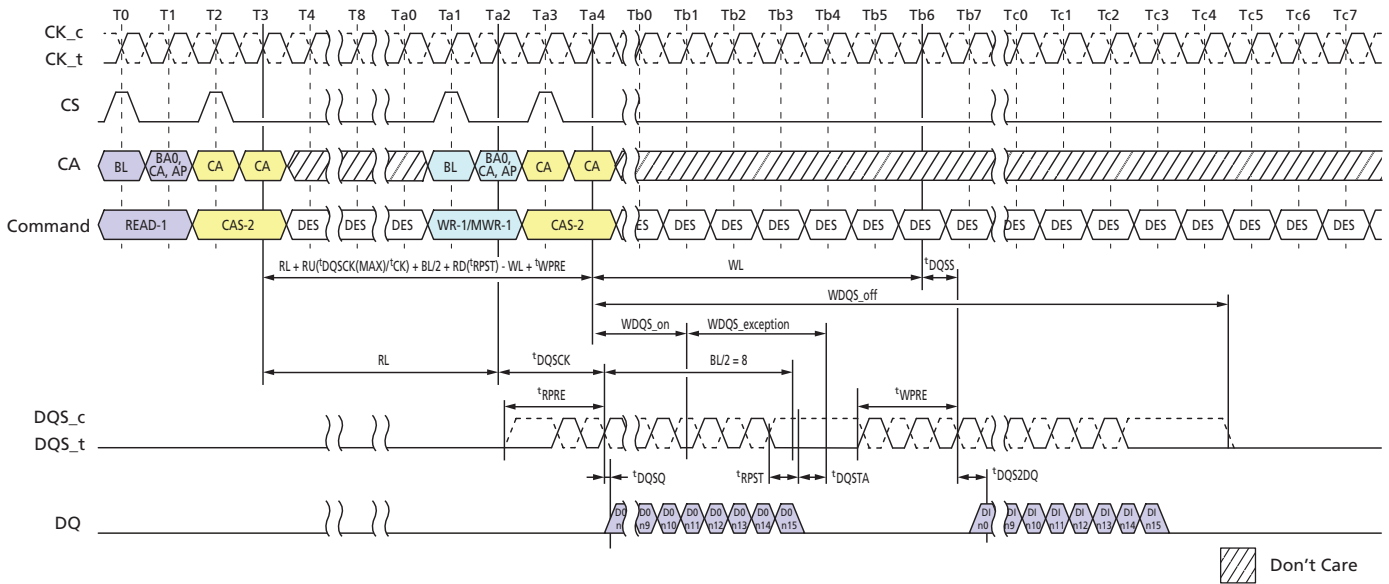 T0 T1 T2 T3 T4 T8 Ta0 Ta1 Ta2 Ta3 Ta4 Tb0 Tb1 Tb2 Tb3 Tb4 Tb5 Tb6 Tb7 Tc0 Tc1 Tc2 Tc3 Tc4 Tc5 Tc6 Tc7
CK_c
CK_t
CS
CA
BL BA0, CA, AP CA CA BL BA0, CA, AP CA CA
Command
READ-1 CAS-2 DES DES DES WR-1/MWR-1 CAS-2 DES DES DES DES DES DES DES DES DES DES DES DES DES DES DES DES
RL + RU(tDQSCK(MAX)/tCK) + BL/2 + RD(tRPST) - WL + tWPRE WL tDQSS
WDQS_off
WDQS_on WDQS_exception
RL tDQSCK BL/2 = 8
tRPRE tWPRE
DQS_c
DQS_t
tDQSQ tRPST tDQSTA tDQS2DQ
DQ
D0 n D0 n9 D0 n10 D0 n11 D0 n12 D0 n13 D0 n14 D0 n15 DI n0 DI n9 DI n10 DI n11 DI n12 DI n13 DI n14 DI n15
Don't Care